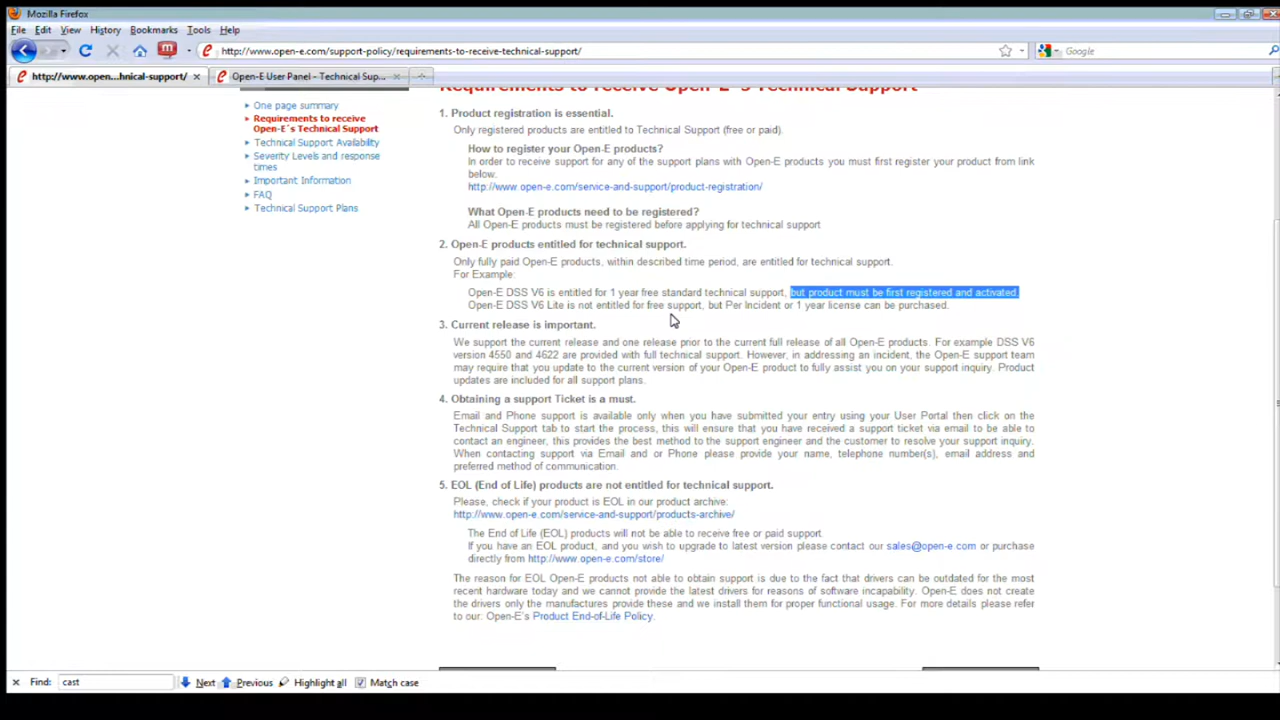 Mozilla Firefox
File Edit View History Bookmarks Tools Help
http://www.open-e.com/support-policy/requirements-to-receive-technical-support/
Google
http://www.open...hnical-support/
Open-E User Panel - Technical Sup...
Requirements to receive Open-E´s Technical Support
One page summary
Requirements to receive
Open-E´s Technical Support
Technical Support Availability
Severity Levels and response
times
Important Information
FAQ
Technical Support Plans
1. Product registration is essential.
Only registered products are entitled to Technical Support (free or paid).
How to register your Open-E products?
In order to receive support for any of the support plans with Open-E products you must first register your product from link
below.
http://www.open-e.com/service-and-support/product-registration/
What Open-E products need to be registered?
All Open-E products must be registered before applying for technical support
2. Open-E products entitled for technical support.
Only fully paid Open-E products, within described time period, are entitled for technical support.
For Example:
Open-E DSS V6 is entitled for 1 year free standard technical support, but product must be first registered and activated.
Open-E DSS V6 Lite is not entitled for free support, but Per Incident or 1 year license can be purchased.
3. Current release is important.
We support the current release and one release prior to the current full release of all Open-E products. For example DSS V6
version 4550 and 4622 are provided with full technical support. However, in addressing an incident, the Open-E support team
may require that you update to the current version of your Open-E product to fully assist you on your support inquiry. Product
updates are included for all support plans.
4. Obtaining a support Ticket is a must.
Email and Phone support is available only when you have submitted your entry using your User Portal then click on the
Technical Support tab to start the process, this will ensure that you have received a support ticket via email to be able to
contact an engineer, this provides the best method to the support engineer and the customer to resolve your support inquiry.
When contacting support via Email and or Phone please provide your name, telephone number(s), email address and
preferred method of communication.
5. EOL (End of Life) products are not entitled for technical support.
Please, check if your product is EOL in our product archive:
http://www.open-e.com/service-and-support/products-archive/
The End of Life (EOL) products will not be able to receive free or paid support
If you have an EOL product, and you wish to upgrade to latest version please contact our sales@open-e.com or purchase
directly from http://www.open-e.com/store/
The reason for EOL Open-E products not able to obtain support is due to the fact that drivers can be outdated for the most
recent hardware today and we cannot provide the latest drivers for reasons of software incapability. Open-E does not create
the drivers only the manufactures provide these and we install them for proper functional usage. For more details please refer
to our: Open-E's Product End-of-Life Policy.
Find: cast Next Previous Highlight all Match case